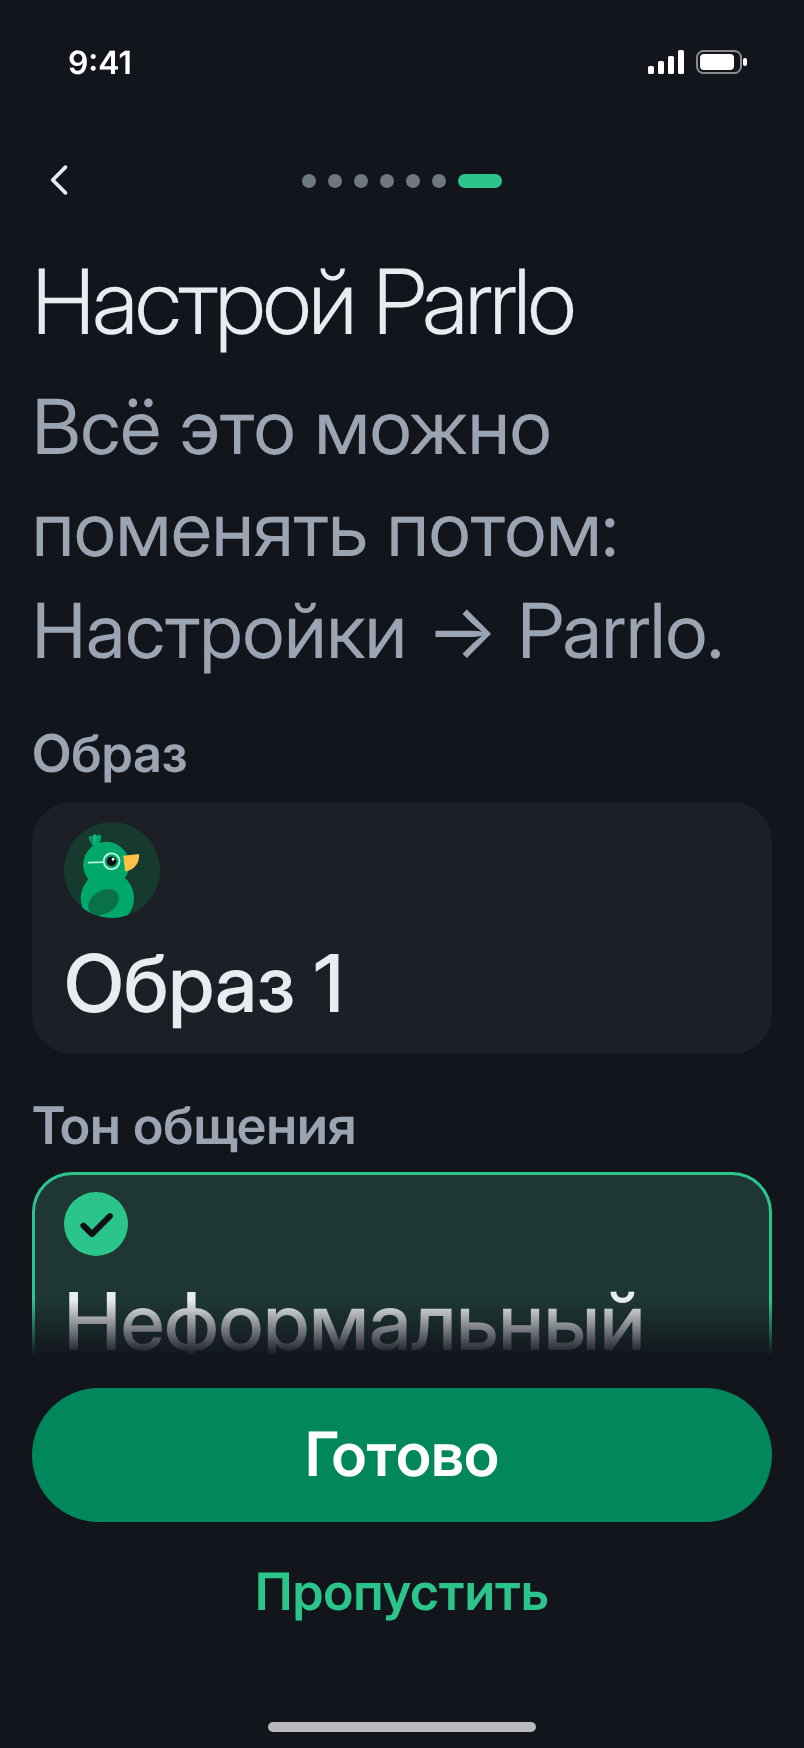 9:41
Настрой Parrlo
Всё это можно
поменять потом:
Настройки → Parrlo.
Образ
Образ 1
Тон общения
Неформальный
Готово
Пропустить